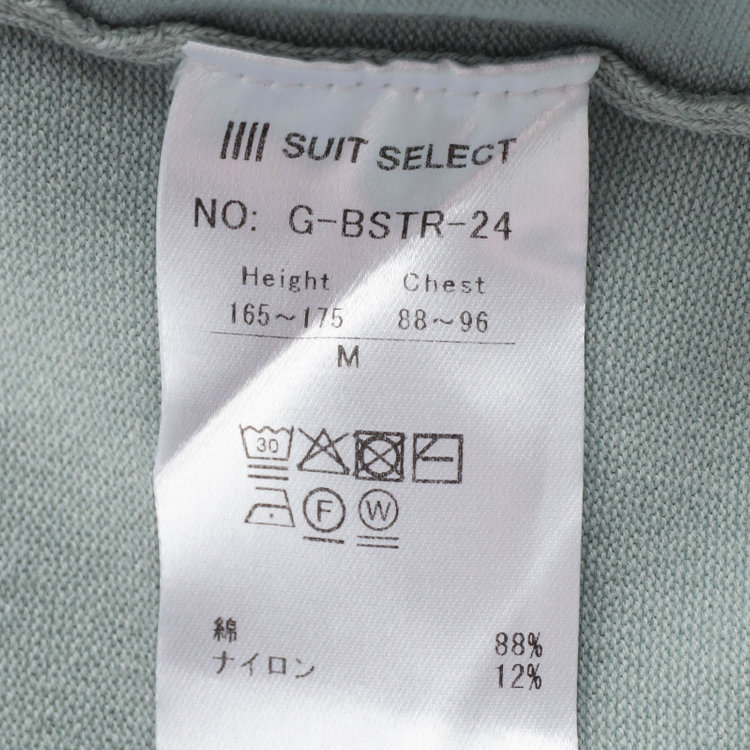 SUIT SELECT
NO: G-BSTR-24
Height Chest
165～175 88～96
M
30
F W
綿 88%
ナイロン 12%